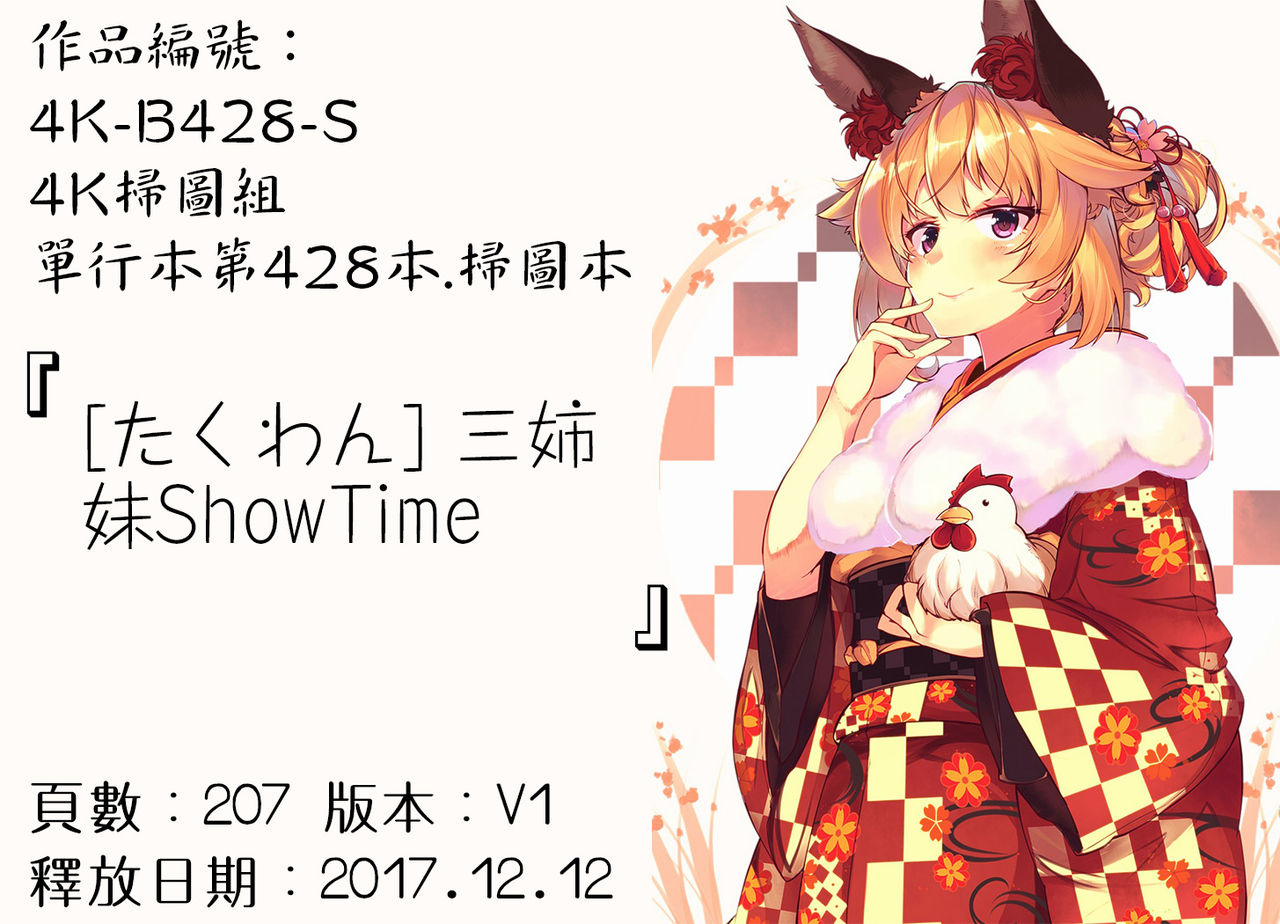 作品編號：
4K-B428-S
4K掃圖組
單行本第428本.掃圖本
『
[たくわん] 三姉
妹ShowTime
』
頁數：207 版本：V1
釋放日期：2017.12.12